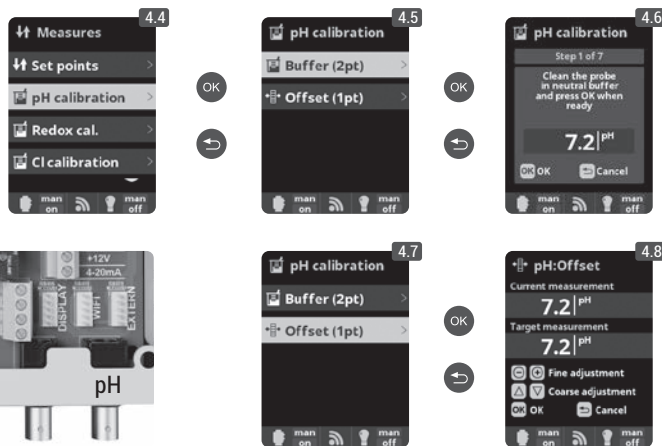 4.4
Measures
Set points
pH calibration
Redox cal.
Cl calibration
man on
man off
OK
4.5
pH calibration
Buffer (2pt)
Offset (1pt)
man on
man off
OK
4.6
pH calibration
Step 1 of 7
Clean the probe
in neutral buffer
and press OK when
ready
7.2 pH
OK OK Cancel
man on
man off
+12V
4-20mA
DISPLAY
WIFI
EXTERN
pH
4.7
pH calibration
Buffer (2pt)
Offset (1pt)
man on
man off
OK
4.8
pH:Offset
Current measurement
7.2 pH
Target measurement
7.2 pH
Fine adjustment
Coarse adjustment
OK OK Cancel
man on
man off